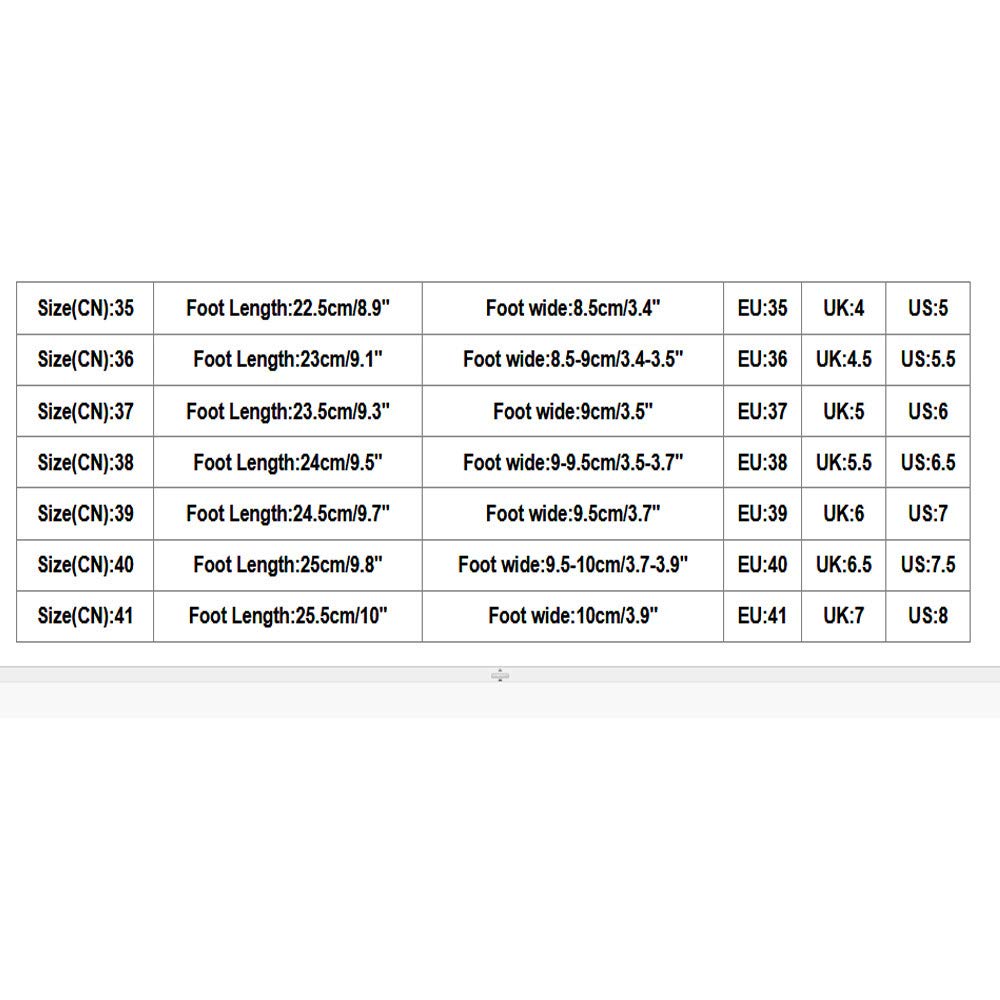 Size(CN):35 Foot Length:22.5cm/8.9" Foot wide:8.5cm/3.4" EU:35 UK:4 US:5
Size(CN):36 Foot Length:23cm/9.1" Foot wide:8.5-9cm/3.4-3.5" EU:36 UK:4.5 US:5.5
Size(CN):37 Foot Length:23.5cm/9.3" Foot wide:9cm/3.5" EU:37 UK:5 US:6
Size(CN):38 Foot Length:24cm/9.5" Foot wide:9-9.5cm/3.5-3.7" EU:38 UK:5.5 US:6.5
Size(CN):39 Foot Length:24.5cm/9.7" Foot wide:9.5cm/3.7" EU:39 UK:6 US:7
Size(CN):40 Foot Length:25cm/9.8" Foot wide:9.5-10cm/3.7-3.9" EU:40 UK:6.5 US:7.5
Size(CN):41 Foot Length:25.5cm/10" Foot wide:10cm/3.9" EU:41 UK:7 US:8